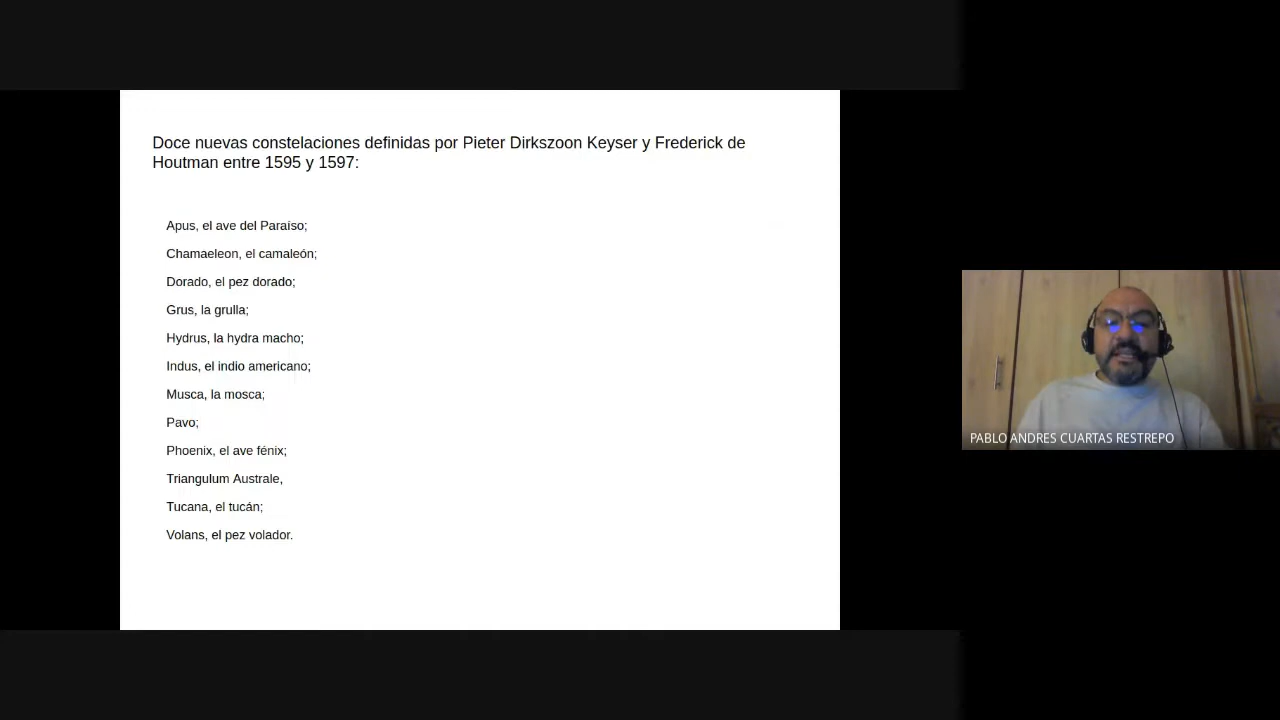 Doce nuevas constelaciones definidas por Pieter Dirkszoon Keyser y Frederick de
Houtman entre 1595 y 1597:
Apus, el ave del Paraíso;
Chamaeleon, el camaleón;
Dorado, el pez dorado;
Grus, la grulla;
Hydrus, la hydra macho;
Indus, el indio americano;
Musca, la mosca;
Pavo;
Phoenix, el ave fénix;
Triangulum Australe,
Tucana, el tucán;
Volans, el pez volador.
PABLO ANDRES CUARTAS RESTREPO